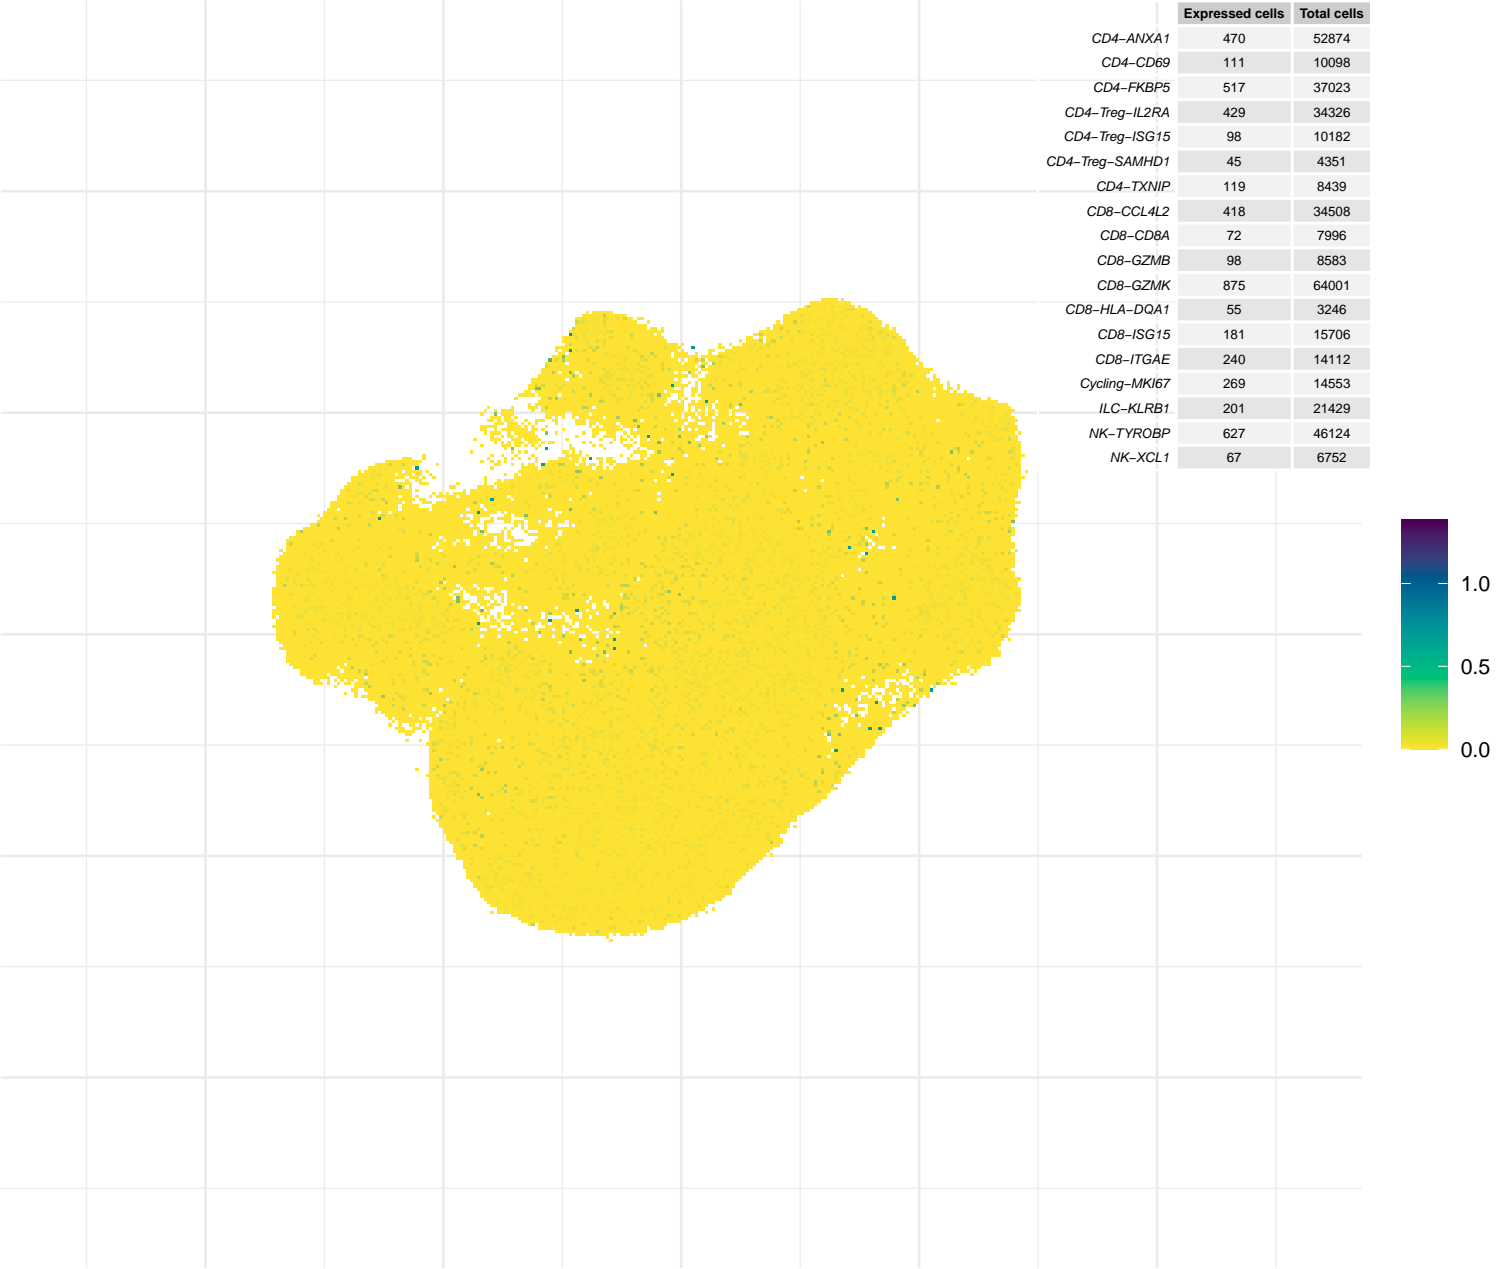 Expressed cells Total cells
CD4−ANXA1 470 52874
CD4−CD69 111 10098
CD4−FKBP5 517 37023
CD4−Treg−IL2RA 429 34326
CD4−Treg−ISG15 98 10182
CD4−Treg−SAMHD1 45 4351
CD4−TXNIP 119 8439
CD8−CCL4L2 418 34508
CD8−CD8A 72 7996
CD8−GZMB 98 8583
CD8−GZMK 875 64001
CD8−HLA−DQA1 55 3246
CD8−ISG15 181 15706
CD8−ITGAE 240 14112
Cycling−MKI67 269 14553
ILC−KLRB1 201 21429
NK−TYROBP 627 46124
NK−XCL1 67 6752
1.0
0.5
0.0